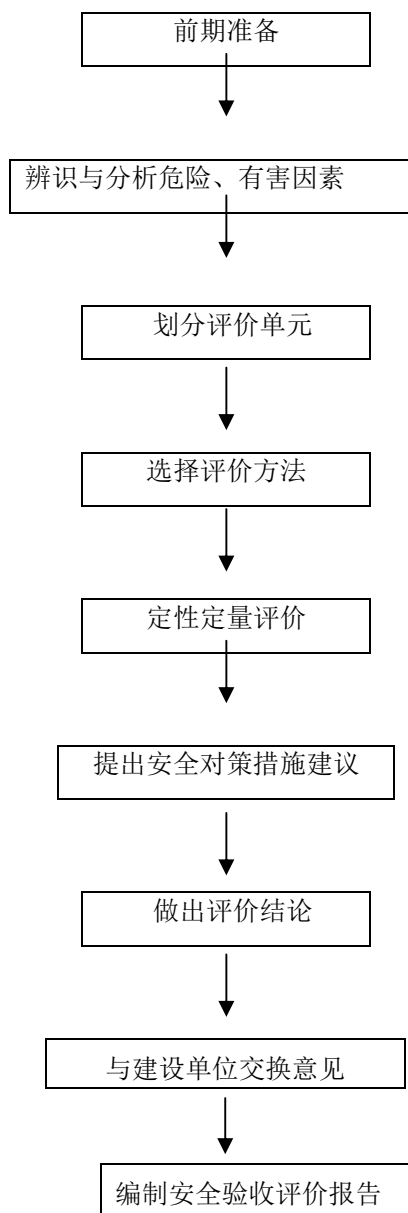 前期准备
辨识与分析危险、有害因素
划分评价单元
选择评价方法
定性定量评价
提出安全对策措施建议
做出评价结论
与建设单位交换意见
编制安全验收评价报告